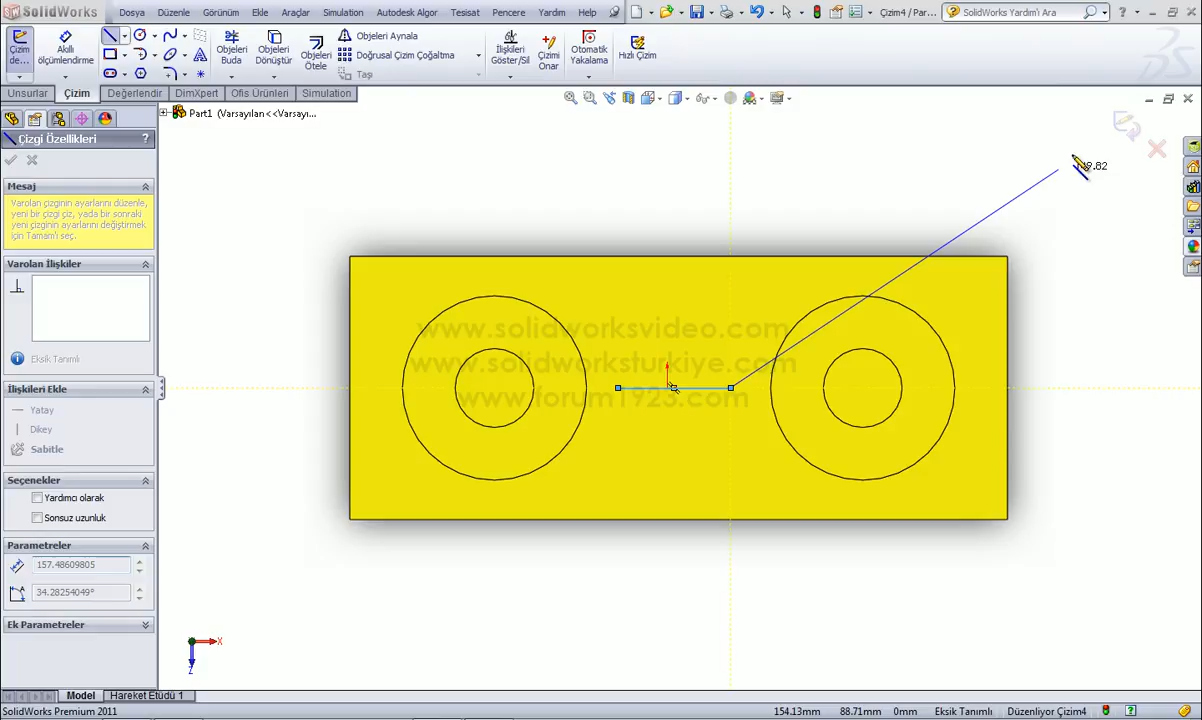 SolidWorks
Dosya Düzenle Görünüm Ekle Araçlar Simulation Autodesk Algor Tesisat Pencere Yardım Help
Çizim4 / Par...
SolidWorks Yardım'ı Ara
Çizim de...
Akıllı ölçümlendirme
Objeleri Buda
Objeleri Dönüştür
Objeleri Ötele
Objeleri Aynala
Doğrusal Çizim Çoğaltma
Taşı
İlişkileri Göster/Sil
Çizimi Onar
Otomatik Yakalama
Hızlı Çizim
Unsurlar Çizim Değerlendir DimXpert Ofis Ürünleri Simulation
Part1 (Varsayılan<<Varsayı...
Çizgi Özellikleri ?
Mesaj
Varolan çizginin ayarlarını düzenle,
yeni bir çizgi çiz, yada bir sonraki
yeni çizginin ayarlarını değiştirmek
için Tamam'ı seç.
Varolan İlişkiler
Eksik Tanımlı
İlişkileri Ekle
Yatay
Dikey
Sabitle
Seçenekler
Yardımcı olarak
Sonsuz uzunluk
Parametreler
157.48609805
34.28254049°
Ek Parametreler
www.solidworksvideo.com
www.solidworksturkiye.com
www.forum1923.com
X
Z
Model Hareket Etüdü 1
SolidWorks Premium 2011
154.13mm 88.71mm 0mm Eksik Tanımlı Düzenliyor Çizim4